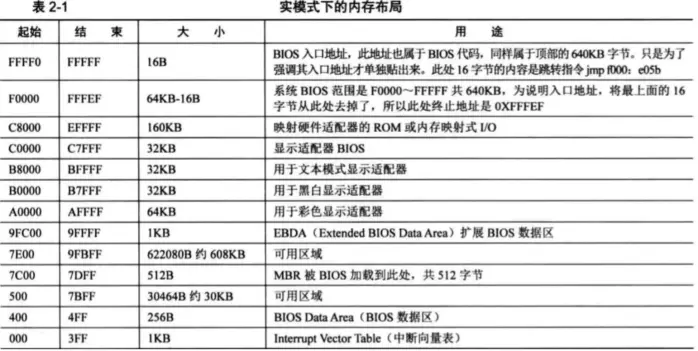 表 2-1 实模式下的内存布局
起始 结 束 大 小 用 途
FFFF0 FFFFF 16B BIOS 入口地址，此地址也属于 BIOS 代码，同样属于顶部的 640KB 字节。只是为了
强调其入口地址才单独贴出来。此处 16 字节的内容是跳转指令 jmp f000：e05b
F0000 FFFEF 64KB-16B 系统 BIOS 范围是 F0000～FFFFF 共 640KB，为说明入口地址，将最上面的 16
字节从此处去掉了，所以此处终止地址是 0XFFFEF
C8000 EFFFF 160KB 映射硬件适配器的 ROM 或内存映射式 I/O
C0000 C7FFF 32KB 显示适配器 BIOS
B8000 BFFFF 32KB 用于文本模式显示适配器
B0000 B7FFF 32KB 用于黑白显示适配器
A0000 AFFFF 64KB 用于彩色显示适配器
9FC00 9FFFF 1KB EBDA（Extended BIOS Data Area）扩展 BIOS 数据区
7E00 9FBFF 622080B 约 608KB 可用区域
7C00 7DFF 512B MBR 被 BIOS 加载到此处，共 512 字节
500 7BFF 30464B 约 30KB 可用区域
400 4FF 256B BIOS Data Area（BIOS 数据区）
000 3FF 1KB Interrupt Vector Table（中断向量表）